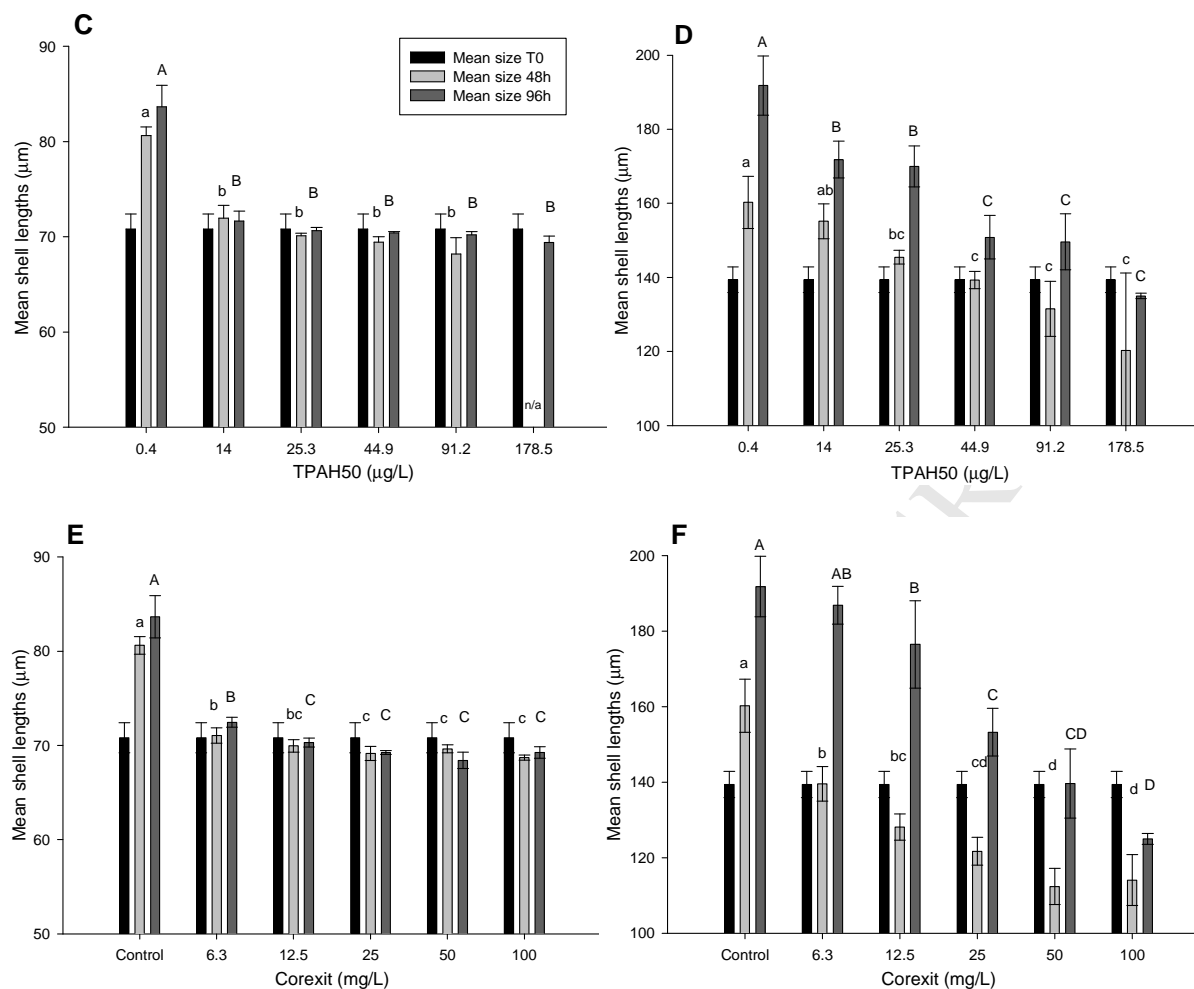 C
Mean shell lengths (μm)
90
80
70
60
50
Mean size T0
Mean size 48h
Mean size 96h
a
A
b
B
b
B
b
B
b
B
n/a
B
0.4
14
25.3
44.9
91.2
178.5
TPAH50 (μg/L)
D
Mean shell lengths (μm)
200
180
160
140
120
100
a
A
ab
B
bc
B
c
C
c
C
c
C
0.4
14
25.3
44.9
91.2
178.5
TPAH50 (μg/L)
E
Mean shell lengths (μm)
90
80
70
60
50
a
A
b
B
bc
C
c
C
c
C
c
C
Control
6.3
12.5
25
50
100
Corexit (mg/L)
F
Mean shell lengths (μm)
200
180
160
140
120
100
a
A
b
AB
bc
B
cd
C
d
CD
d
D
Control
6.3
12.5
25
50
100
Corexit (mg/L)